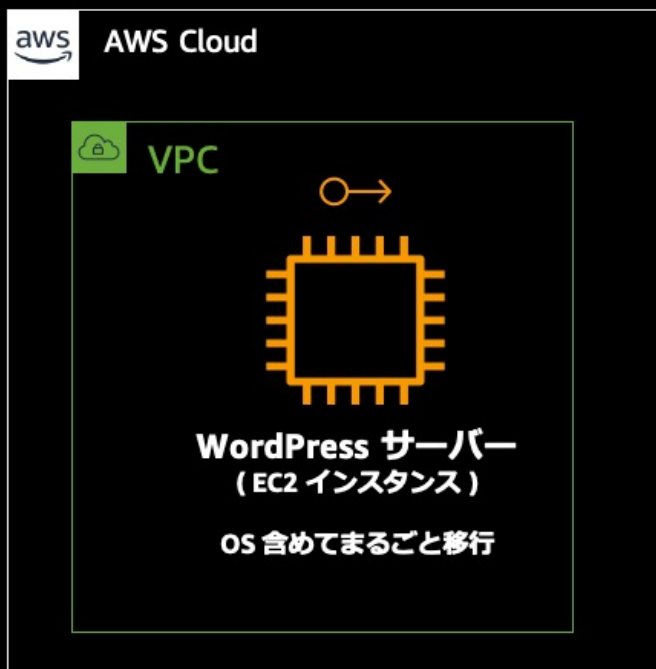 aws
AWS Cloud
VPC
WordPress サーバー
( EC2 インスタンス )
OS 含めてまるごと移行